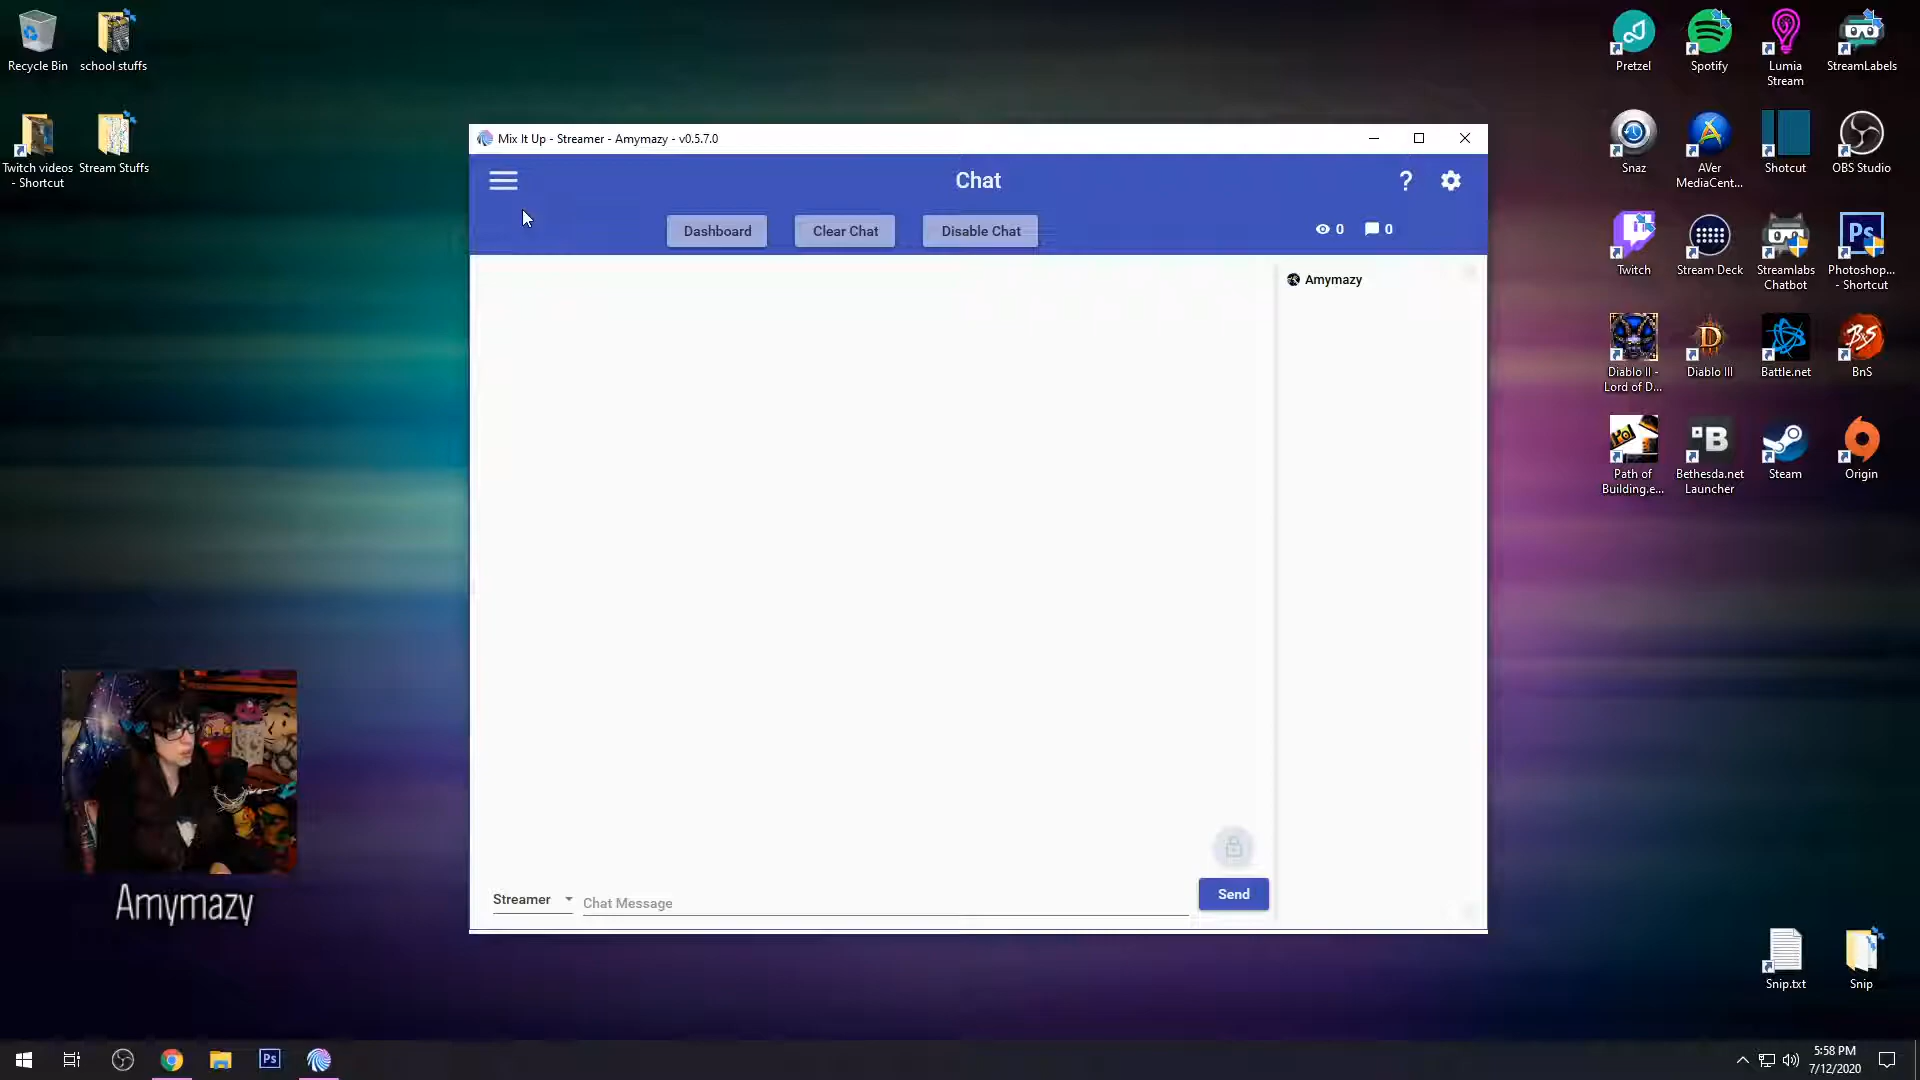 Recycle Bin
school stuffs
Twitch videos
- Shortcut
Stream Stuffs
Mix It Up - Streamer - Amymazy - v0.5.7.0
Chat
?
Dashboard
Clear Chat
Disable Chat
0
0
Amymazy
Streamer
Chat Message
Send
Pretzel
Spotify
Lumia
Stream
StreamLabels
Snaz
AVer
MediaCent...
Shotcut
OBS Studio
Twitch
Stream Deck
Streamlabs
Chatbot
Ps
Photoshop...
- Shortcut
Diablo II -
Lord of D...
Diablo III
Battle.net
BnS
Path of
Building.e...
B
Bethesda.net
Launcher
Steam
Origin
Amymazy
Snip.txt
Snip
Ps
5:58 PM
7/12/2020